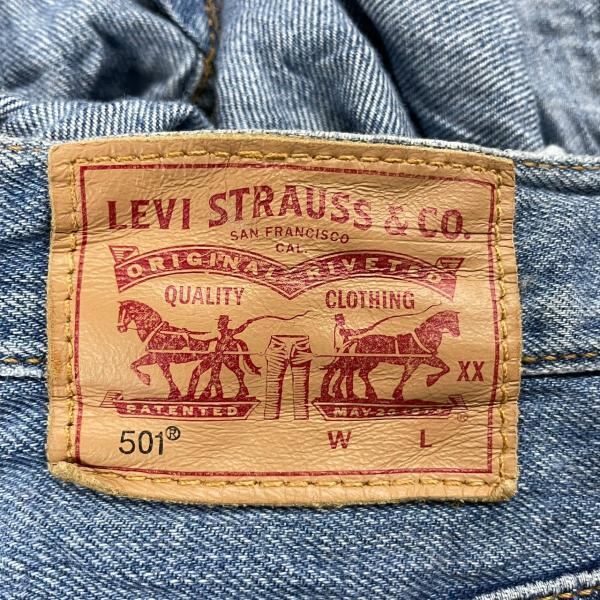 LEVI STRAUSS & CO.
SAN FRANCISCO
CAL.
ORIGINAL RIVETED
QUALITY CLOTHING
XX
PATENTED
501® W L